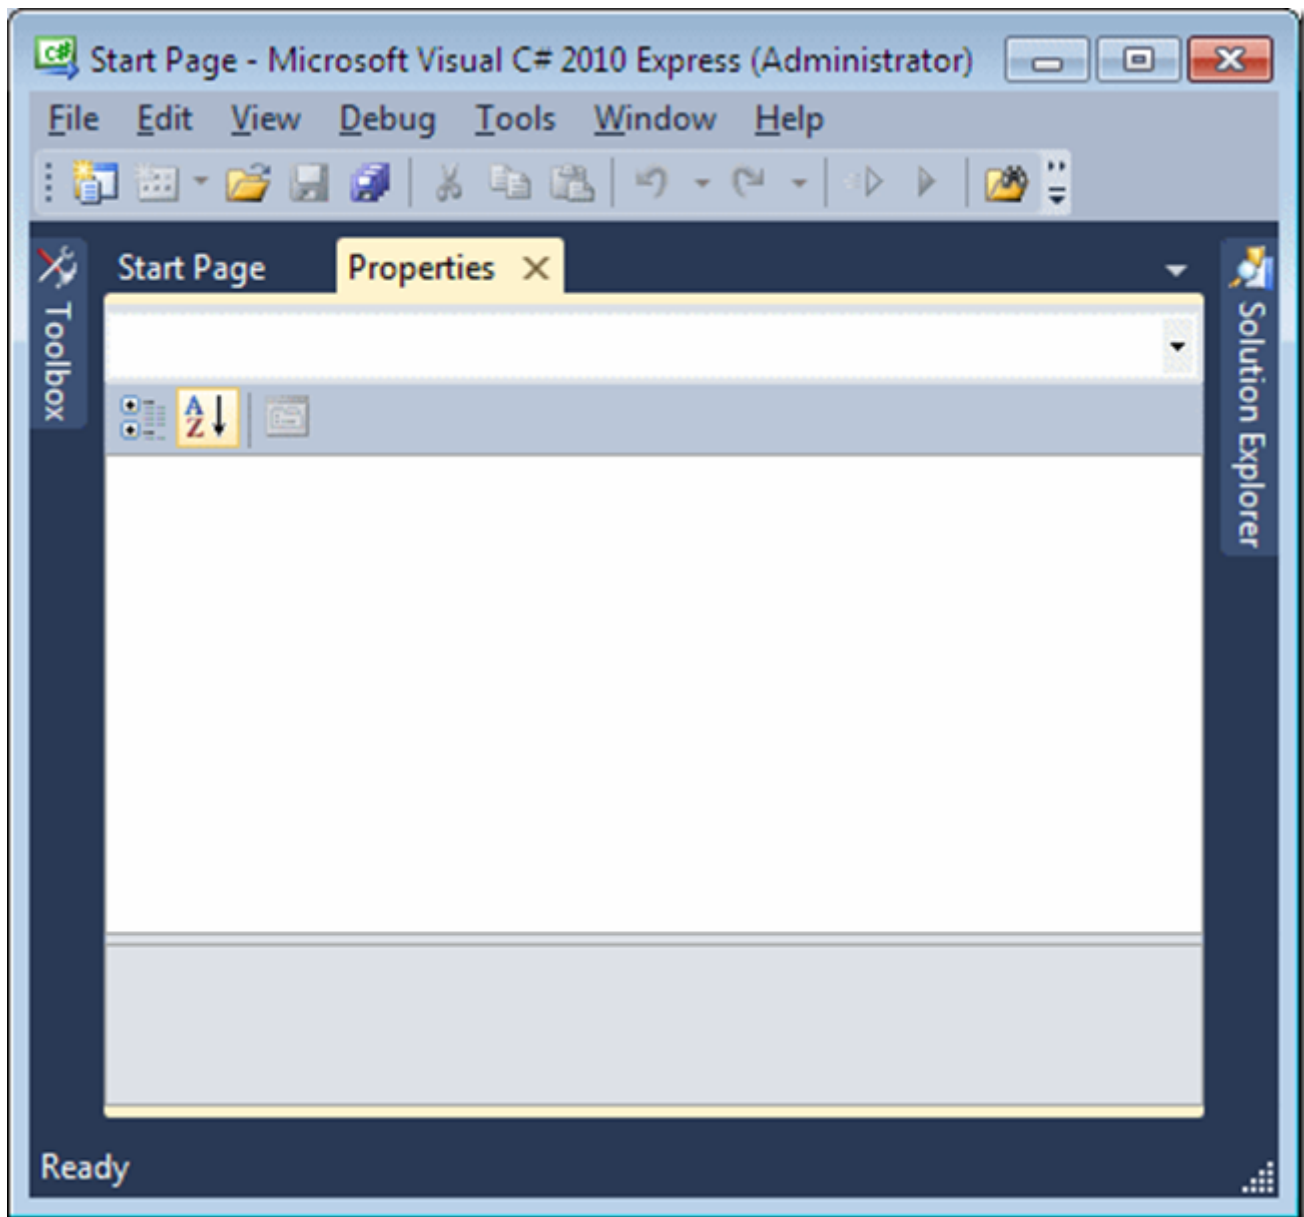 Start Page - Microsoft Visual C# 2010 Express (Administrator)
File Edit View Debug Tools Window Help
Toolbox
Start Page Properties
Solution Explorer
A
Z
Ready